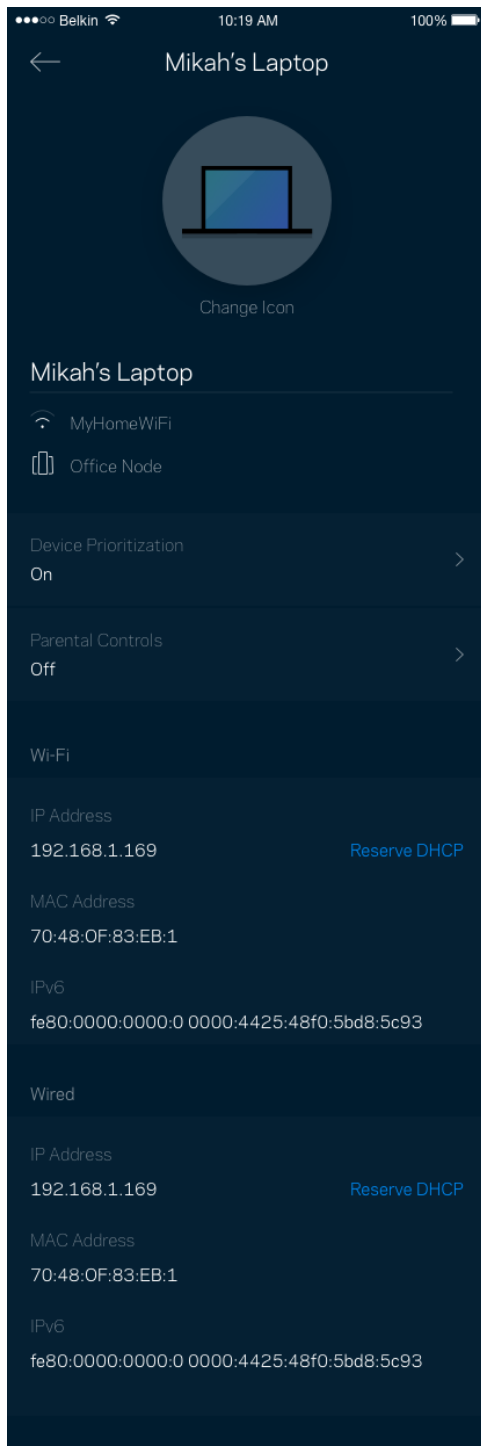 ●●●○○ Belkin 10:19 AM 100%
Mikah's Laptop
Change Icon
Mikah's Laptop
MyHomeWiFi
Office Node
Device Prioritization
On
Parental Controls
Off
Wi-Fi
IP Address
192.168.1.169 Reserve DHCP
MAC Address
70:48:0F:83:EB:1
IPv6
fe80:0000:0000:0 0000:4425:48f0:5bd8:5c93
Wired
IP Address
192.168.1.169 Reserve DHCP
MAC Address
70:48:0F:83:EB:1
IPv6
fe80:0000:0000:0 0000:4425:48f0:5bd8:5c93